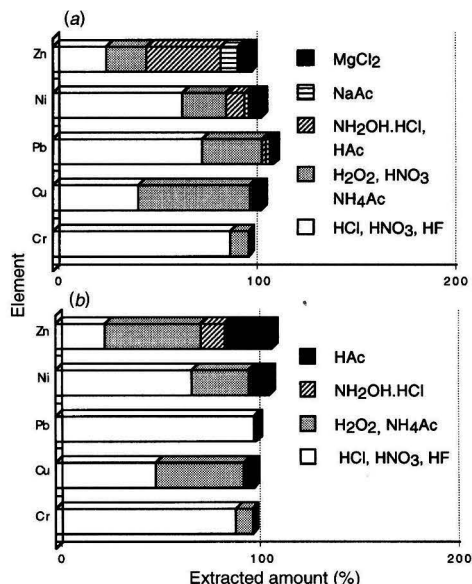 (a)
Zn
Ni
Pb
Cu
Cr
MgCl2
NaAc
NH2OH.HCl,
HAc
H2O2, HNO3
NH4Ac
HCl, HNO3, HF
0
100
200
Element
(b)
Zn
Ni
Pb
Cu
Cr
HAc
NH2OH.HCl
H2O2, NH4Ac
HCl, HNO3, HF
0
100
200
Extracted amount (%)